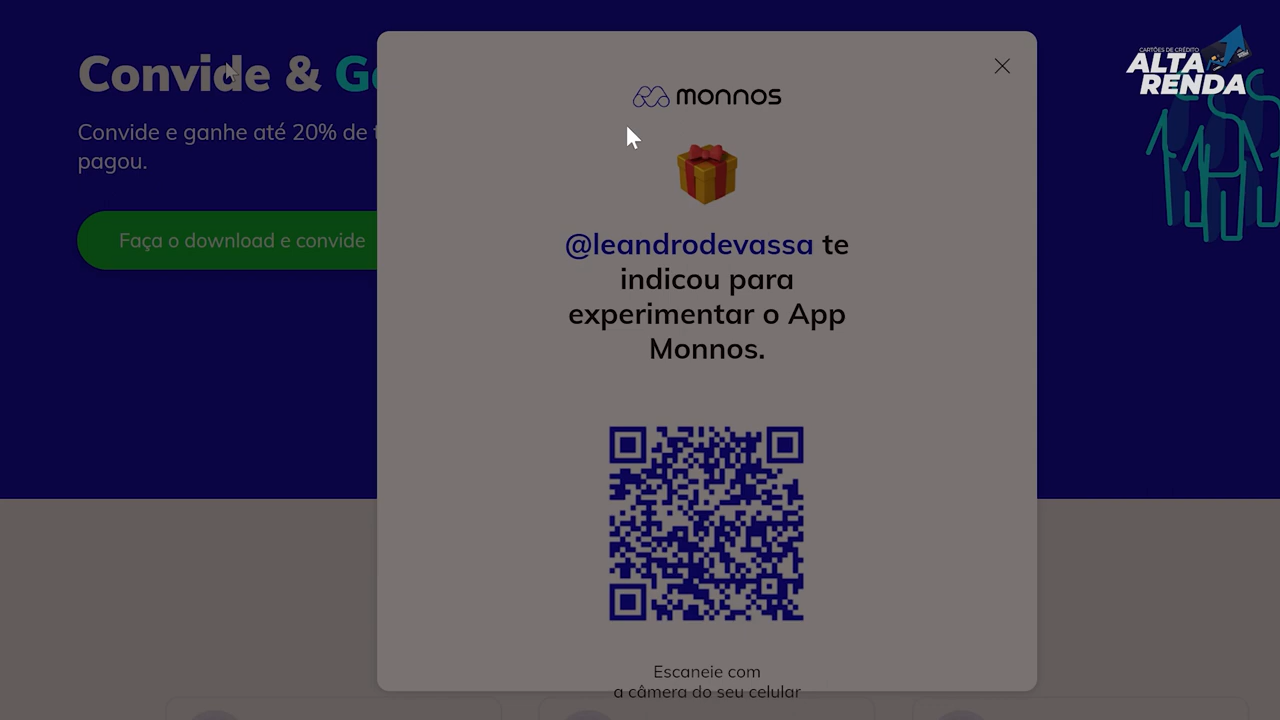 Convide & G
Convide e ganhe até 20% de t
pagou.
Faça o download e convide
monnos
@leandrodevassa te
indicou para
experimentar o App
Monnos.
Escaneie com
a câmera do seu celular
CARTÕES DE CRÉDITO
ALTA
RENDA